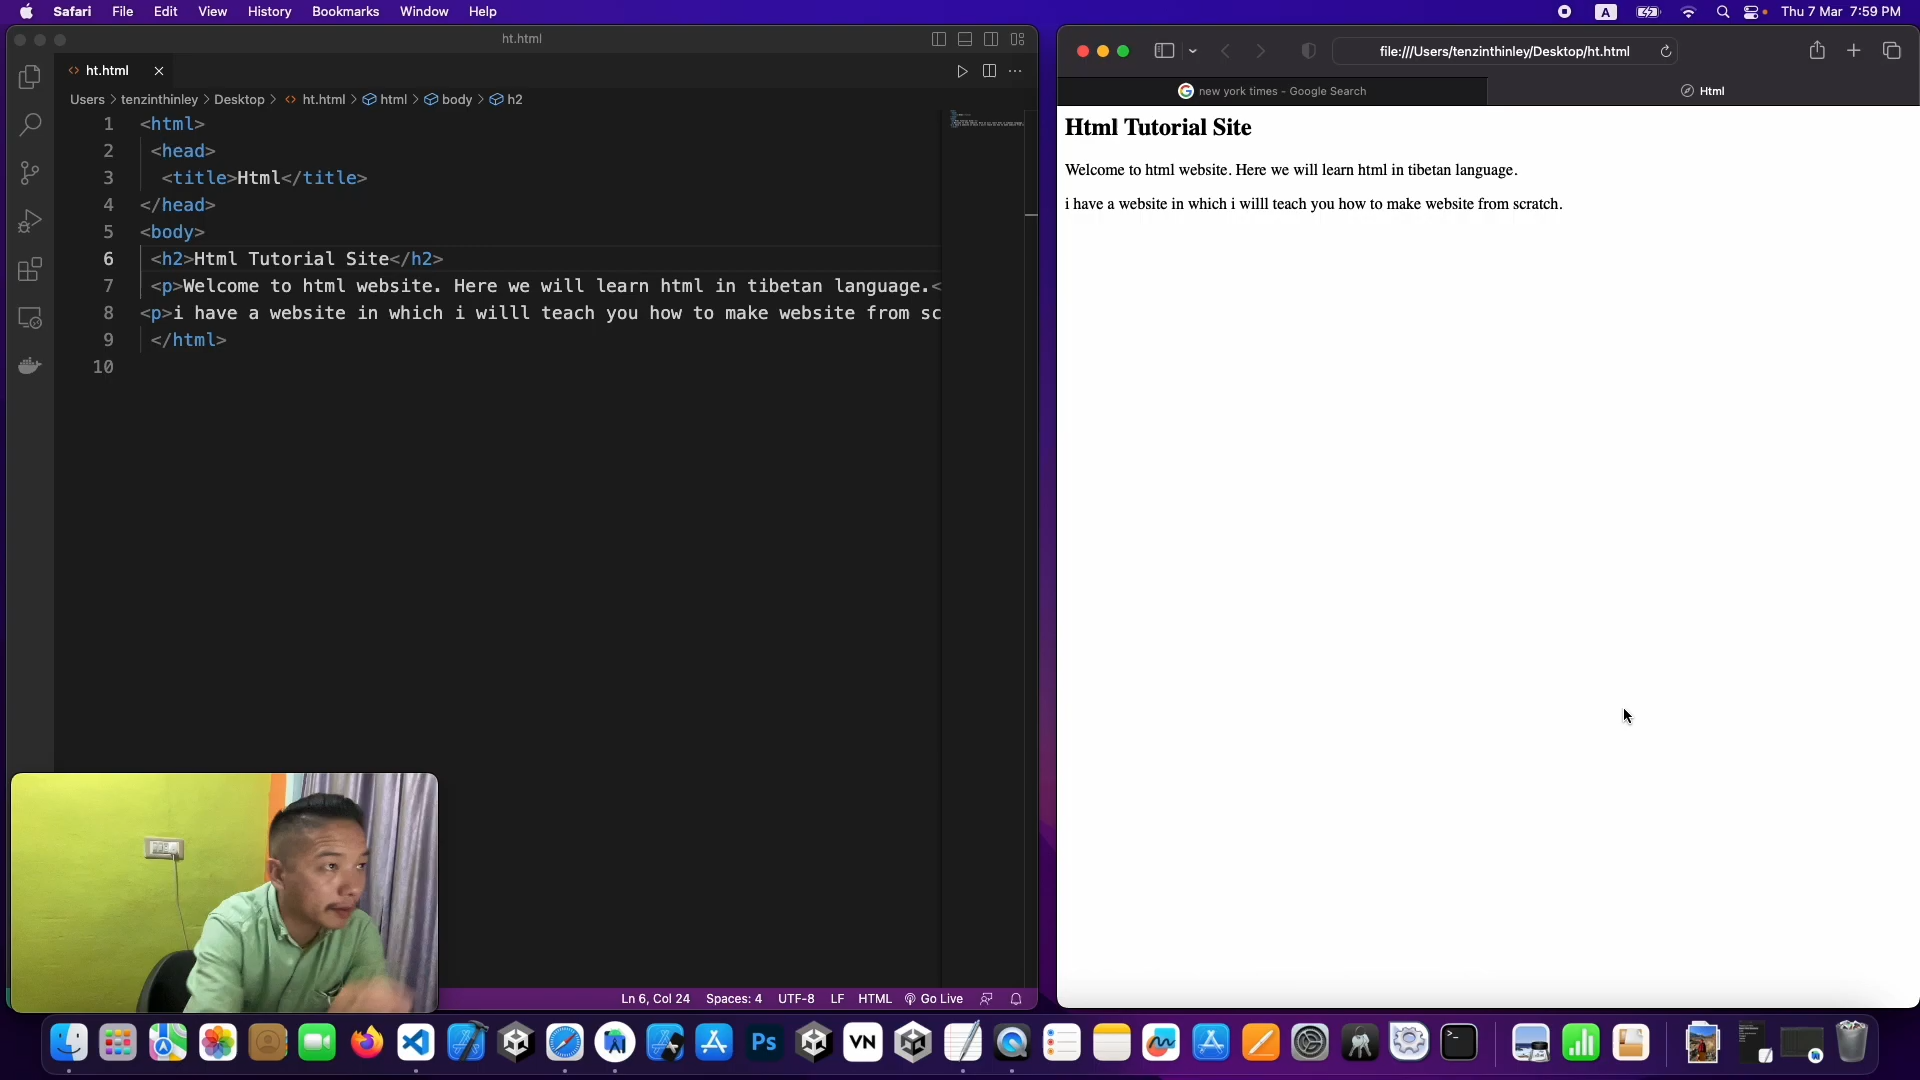 Safari File Edit View History Bookmarks Window Help
A
Thu 7 Mar 7:59 PM
ht.html
ht.html
Users > tenzinthinley > Desktop > <> ht.html > html > body > h2
1 <html>
2 <head>
3 <title>Html</title>
4 </head>
5 <body>
6 <h2>Html Tutorial Site</h2>
7 <p>Welcome to html website. Here we will learn html in tibetan language.<
8 <p>i have a website in which i willl teach you how to make website from sc
9 </html>
10
Ln 6, Col 24 Spaces: 4 UTF-8 LF HTML Go Live
file:///Users/tenzinthinley/Desktop/ht.html
new york times - Google Search
Html
Html Tutorial Site
Welcome to html website. Here we will learn html in tibetan language.
i have a website in which i willl teach you how to make website from scratch.
Ps
VN